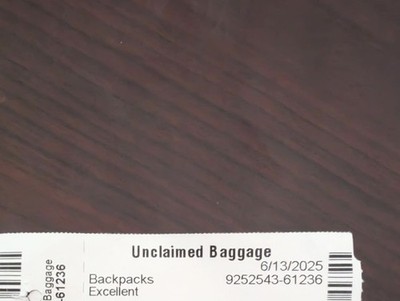 Unclaimed Baggage
6/13/2025
Backpacks 9252543-61236
Excellent
Baggage
-61236